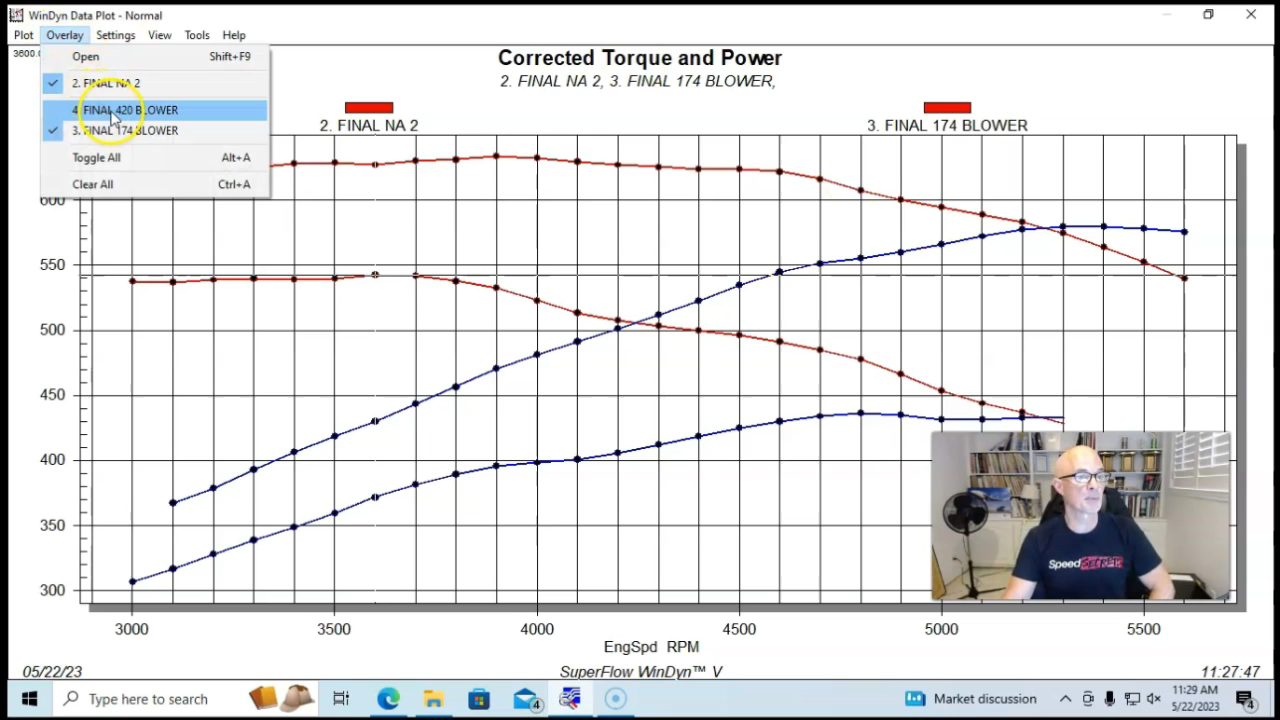 WinDyn Data Plot - Normal
Plot Overlay Settings View Tools Help
3600.
Open Shift+F9
2. FINAL NA 2
4. FINAL 420 BLOWER
3. FINAL 174 BLOWER
Toggle All Alt+A
Clear All Ctrl+A
Corrected Torque and Power
2. FINAL NA 2, 3. FINAL 174 BLOWER,
2. FINAL NA 2 3. FINAL 174 BLOWER
600
550
500
450
400
350
300
3000 3500 4000 4500 5000 5500
EngSpd RPM
05/22/23 SuperFlow WinDyn™ V 11:27:47
Type here to search
4
Market discussion
11:29 AM
5/22/2023
4
Speed